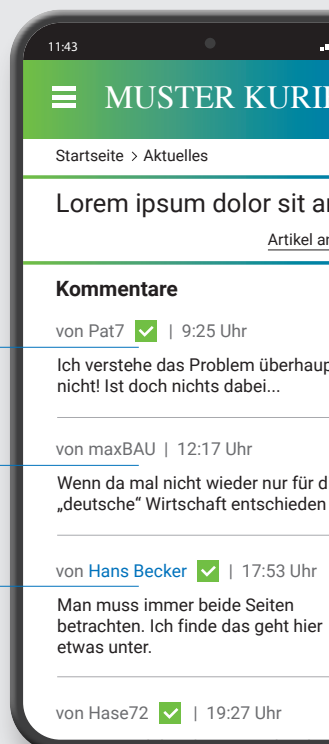 11:43
MUSTER KURI
Startseite > Aktuelles
Lorem ipsum dolor sit a
Artikel a
Kommentare
von Pat7 | 9:25 Uhr
Ich verstehe das Problem überhaup
nicht! Ist doch nichts dabei...
von maxBAU | 12:17 Uhr
Wenn da mal nicht wieder nur für d
„deutsche“ Wirtschaft entschieden
von Hans Becker | 17:53 Uhr
Man muss immer beide Seiten
betrachten. Ich finde das geht hier
etwas unter.
von Hase72 | 19:27 Uhr